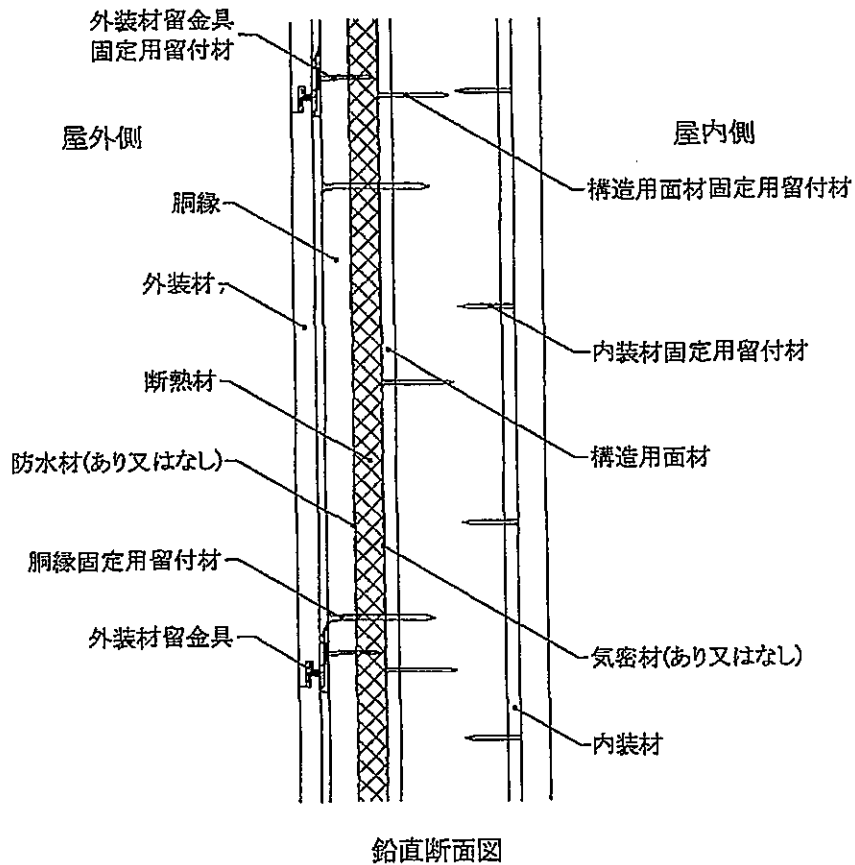 外装材留金具
固定用留付材
屋外側
屋内側
構造用面材固定用留付材
胴縁
外装材
内装材固定用留付材
断熱材
構造用面材
防水材(あり又はなし)
胴縁固定用留付材
外装材留金具
気密材(あり又はなし)
内装材
鉛直断面図